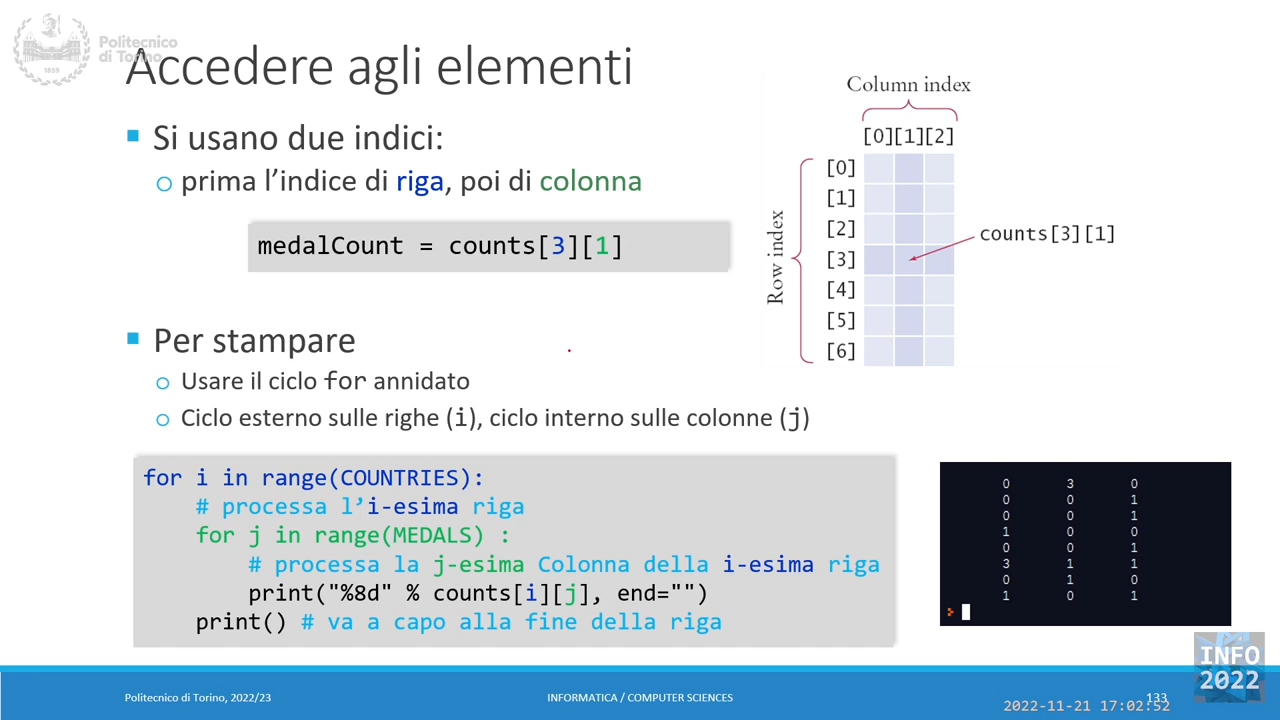 Politecnico
di Torino
1859
Accedere agli elementi
Si usano due indici:
prima l’indice di riga, poi di colonna
medalCount = counts[3][1]
Column index
[0][1][2]
Row index
[0]
[1]
[2]
[3]
[4]
[5]
[6]
counts[3][1]
Per stampare
Usare il ciclo for annidato
Ciclo esterno sulle righe (i), ciclo interno sulle colonne (j)
for i in range(COUNTRIES):
# processa l’i-esima riga
for j in range(MEDALS) :
# processa la j-esima Colonna della i-esima riga
print("%8d" % counts[i][j], end="")
print() # va a capo alla fine della riga
0 3 0
0 0 1
0 0 1
1 0 0
0 0 1
3 1 1
0 1 0
1 0 1
>
INFO
2022
Politecnico di Torino, 2022/23
INFORMATICA / COMPUTER SCIENCES
133
2022-11-21 17:02:52